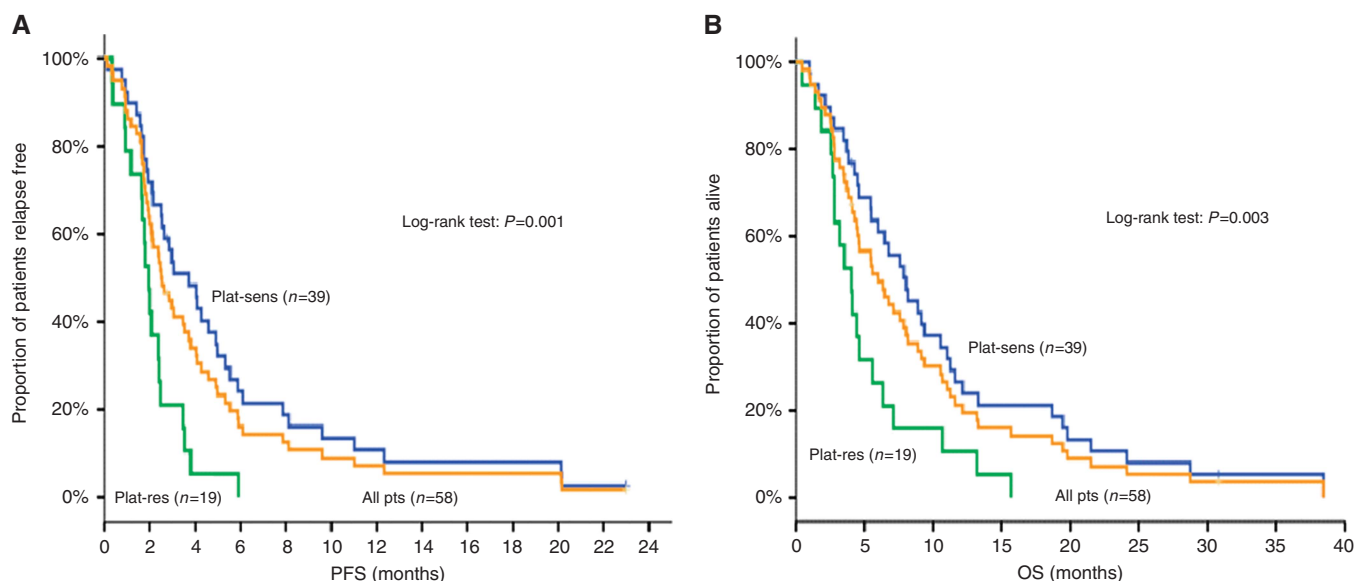 A
Proportion of patients relapse free
100%
80%
60%
40%
20%
0%
Log-rank test: P=0.001
Plat-sens (n=39)
Plat-res (n=19)
All pts (n=58)
0 2 4 6 8 10 12 14 16 18 20 22 24
PFS (months)
B
Proportion of patients alive
100%
80%
60%
40%
20%
0%
Log-rank test: P=0.003
Plat-sens (n=39)
Plat-res (n=19)
All pts (n=58)
0 5 10 15 20 25 30 35 40
OS (months)